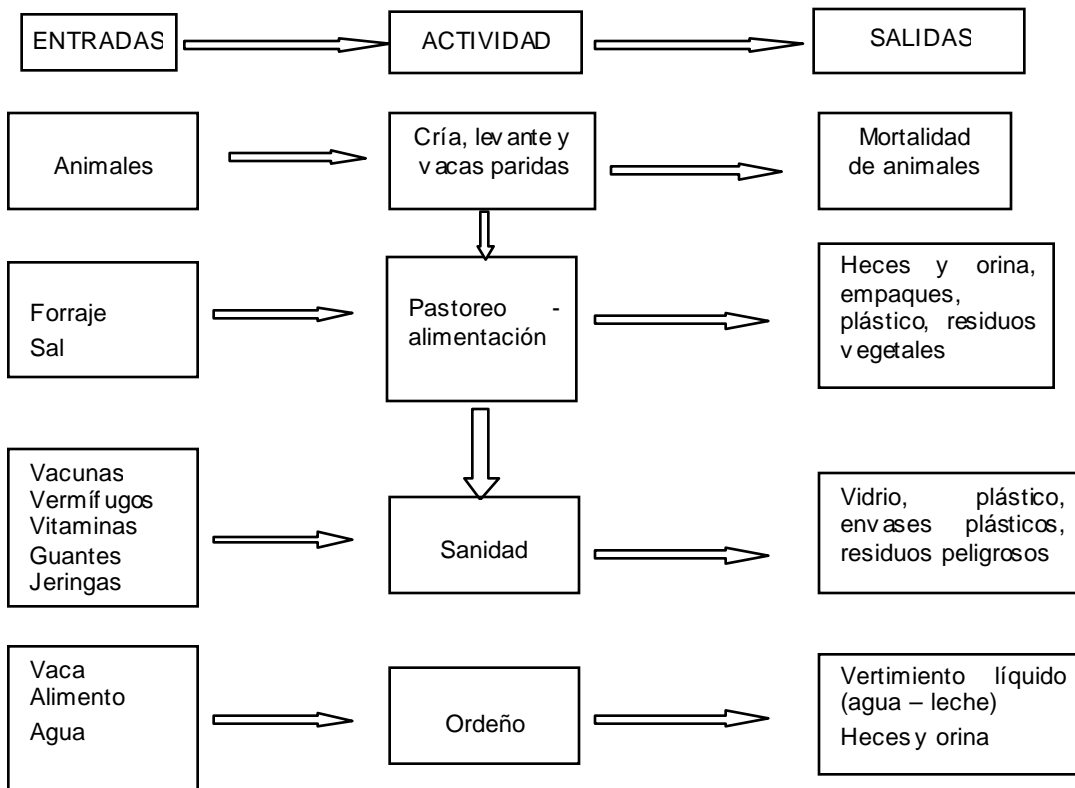 ENTRADAS
ACTIVIDAD
SALIDAS
Animales
Cría, levante y
vacas paridas
Mortalidad
de animales
Forraje
Sal
Pastoreo -
alimentación
Heces y orina,
empaques,
plástico, residuos
vegetales
Vacunas
Vermífugos
Vitaminas
Guantes
Jeringas
Sanidad
Vidrio, plástico,
envases plásticos,
residuos peligrosos
Vaca
Alimento
Agua
Ordeño
Vertimiento líquido
(agua – leche)
Heces y orina